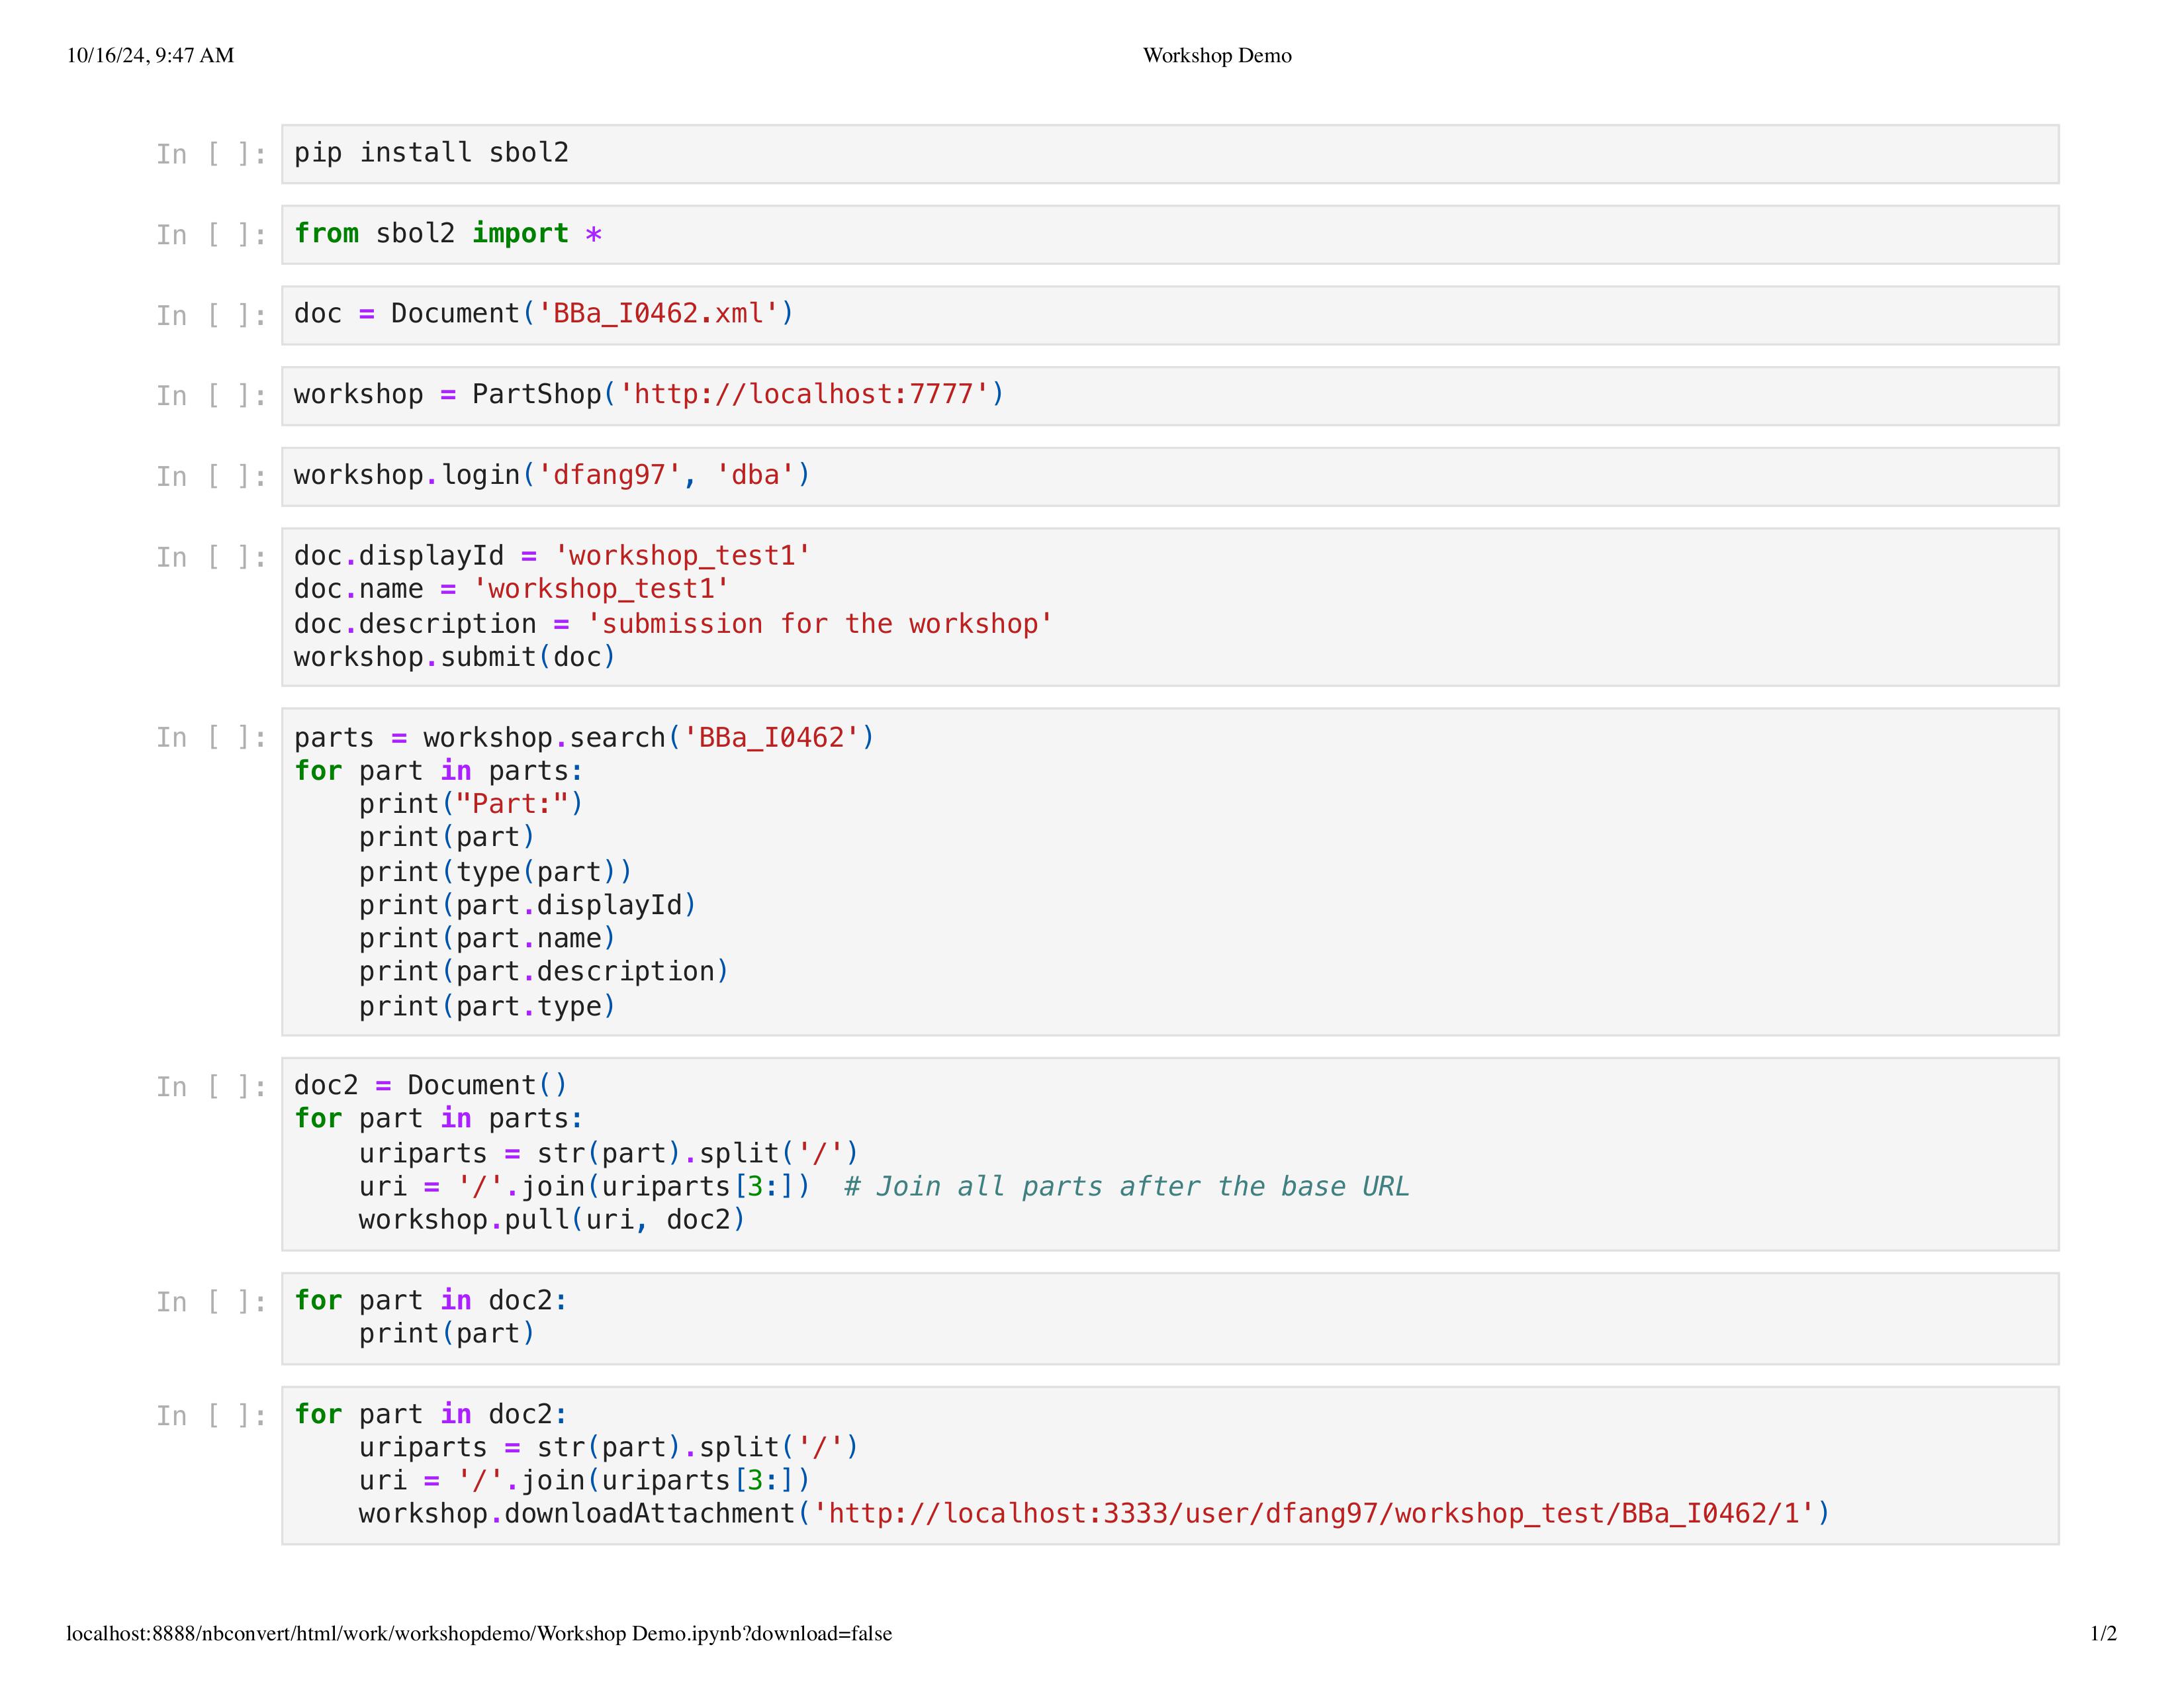 10/16/24, 9:47 AM Workshop Demo
In [ ]: pip install sbol2
In [ ]: from sbol2 import *
In [ ]: doc = Document('BBa_I0462.xml')
In [ ]: workshop = PartShop('http://localhost:7777')
In [ ]: workshop.login('dfang97', 'dba')
In [ ]: doc.displayId = 'workshop_test1'
doc.name = 'workshop_test1'
doc.description = 'submission for the workshop'
workshop.submit(doc)
In [ ]: parts = workshop.search('BBa_I0462')
for part in parts:
    print("Part:")
    print(part)
    print(type(part))
    print(part.displayId)
    print(part.name)
    print(part.description)
    print(part.type)
In [ ]: doc2 = Document()
for part in parts:
    uriparts = str(part).split('/')
    uri = '/'.join(uriparts[3:])  # Join all parts after the base URL
    workshop.pull(uri, doc2)
In [ ]: for part in doc2:
    print(part)
In [ ]: for part in doc2:
    uriparts = str(part).split('/')
    uri = '/'.join(uriparts[3:])
    workshop.downloadAttachment('http://localhost:3333/user/dfang97/workshop_test/BBa_I0462/1')
localhost:8888/nbconvert/html/work/workshopdemo/Workshop Demo.ipynb?download=false 1/2